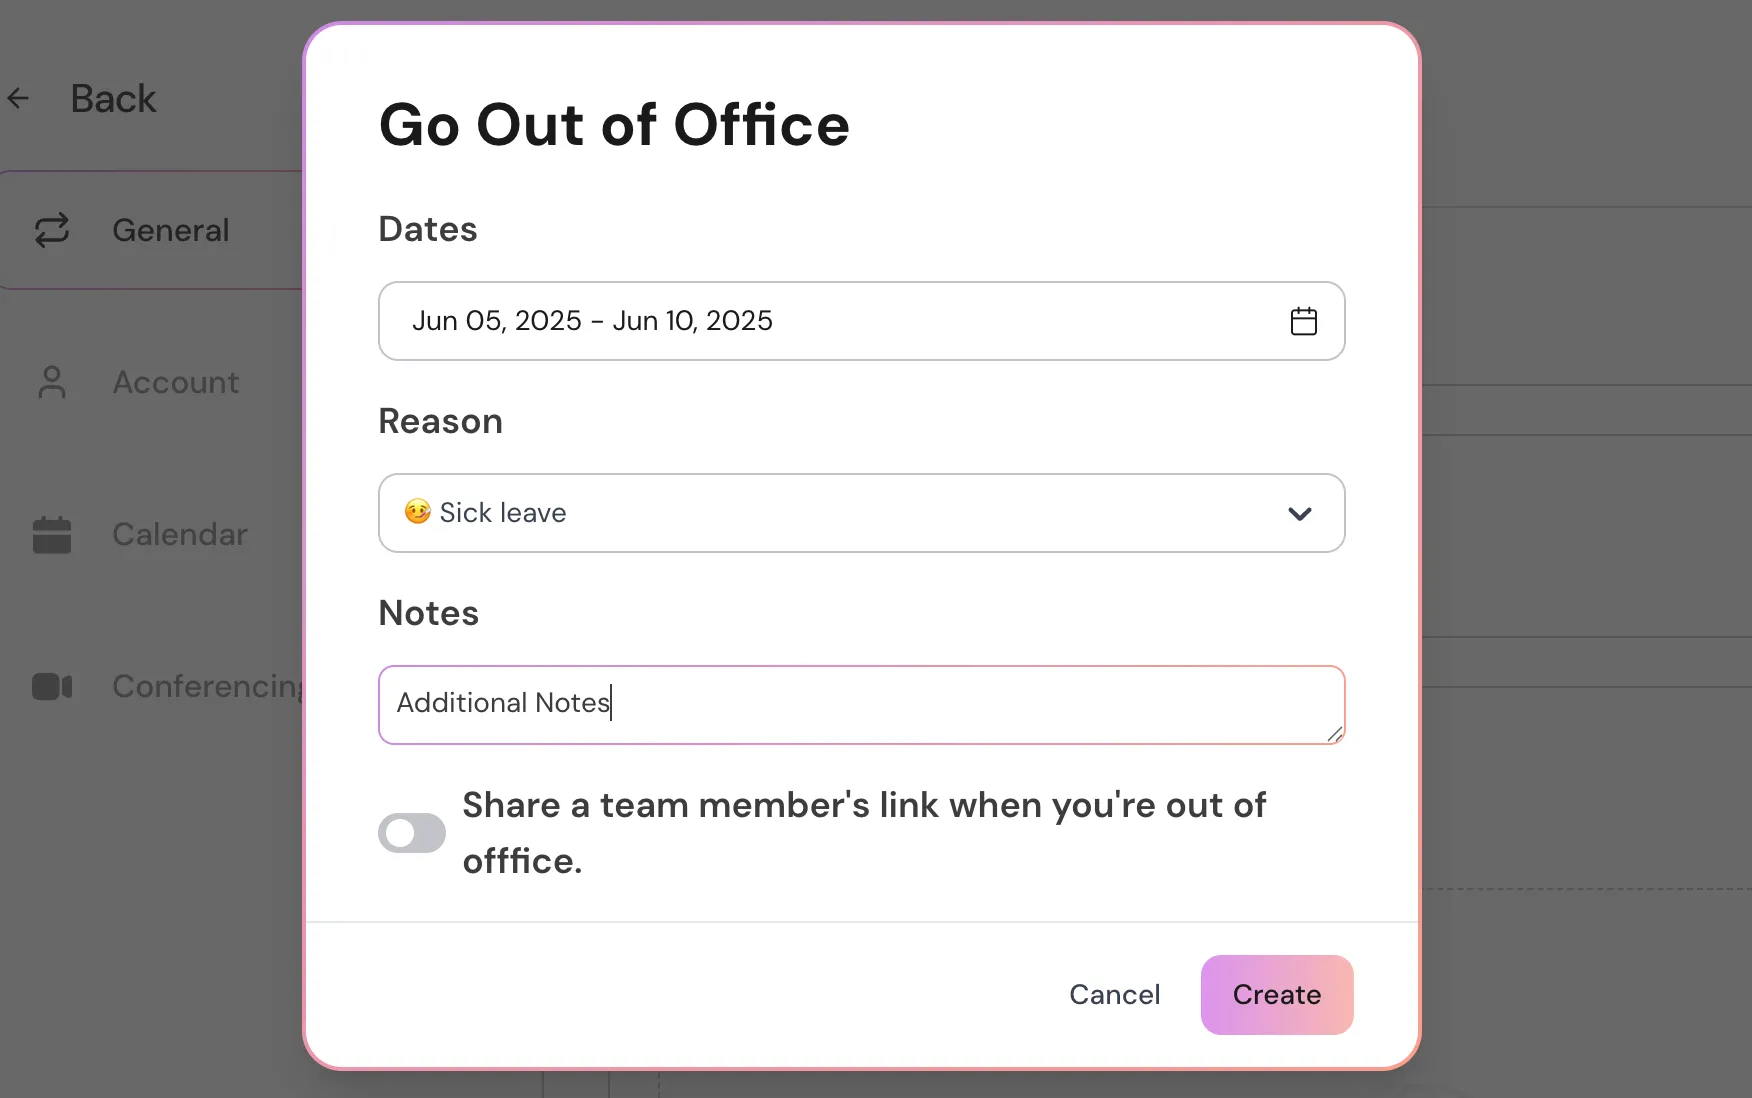 Back
General
Account
Calendar
Conferencing
Go Out of Office
Dates
Jun 05, 2025 – Jun 10, 2025
Reason
🤒 Sick leave
Notes
Additional Notes
Share a team member's link when you're out of
offfice.
Cancel
Create